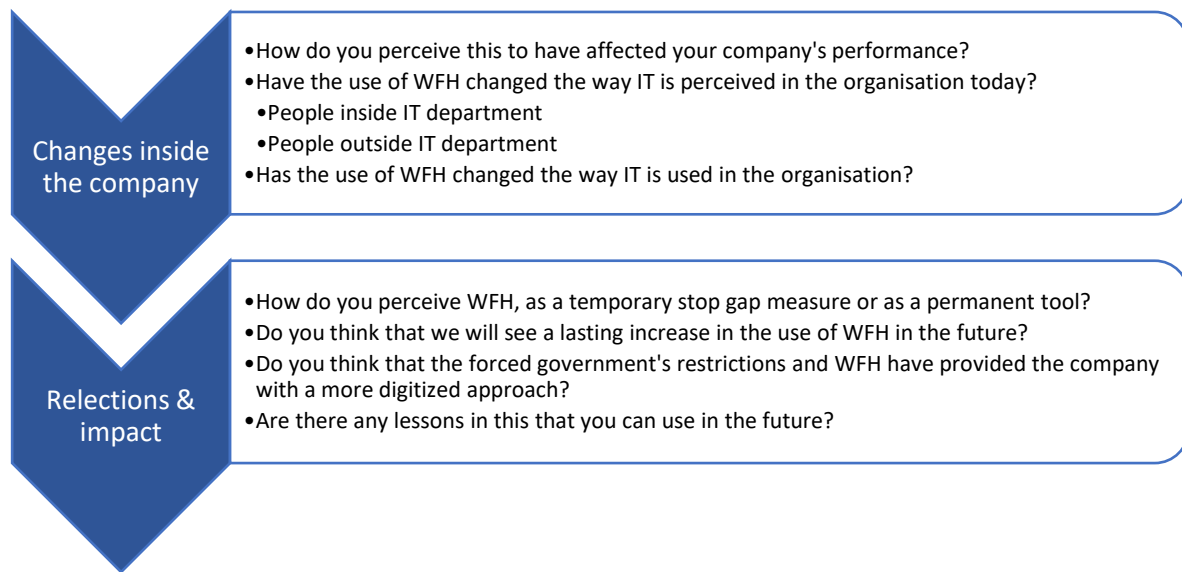 Changes inside
the company
•How do you perceive this to have affected your company's performance?
•Have the use of WFH changed the way IT is perceived in the organisation today?
•People inside IT department
•People outside IT department
•Has the use of WFH changed the way IT is used in the organisation?
Relections &
impact
•How do you perceive WFH, as a temporary stop gap measure or as a permanent tool?
•Do you think that we will see a lasting increase in the use of WFH in the future?
•Do you think that the forced government's restrictions and WFH have provided the company
with a more digitized approach?
•Are there any lessons in this that you can use in the future?